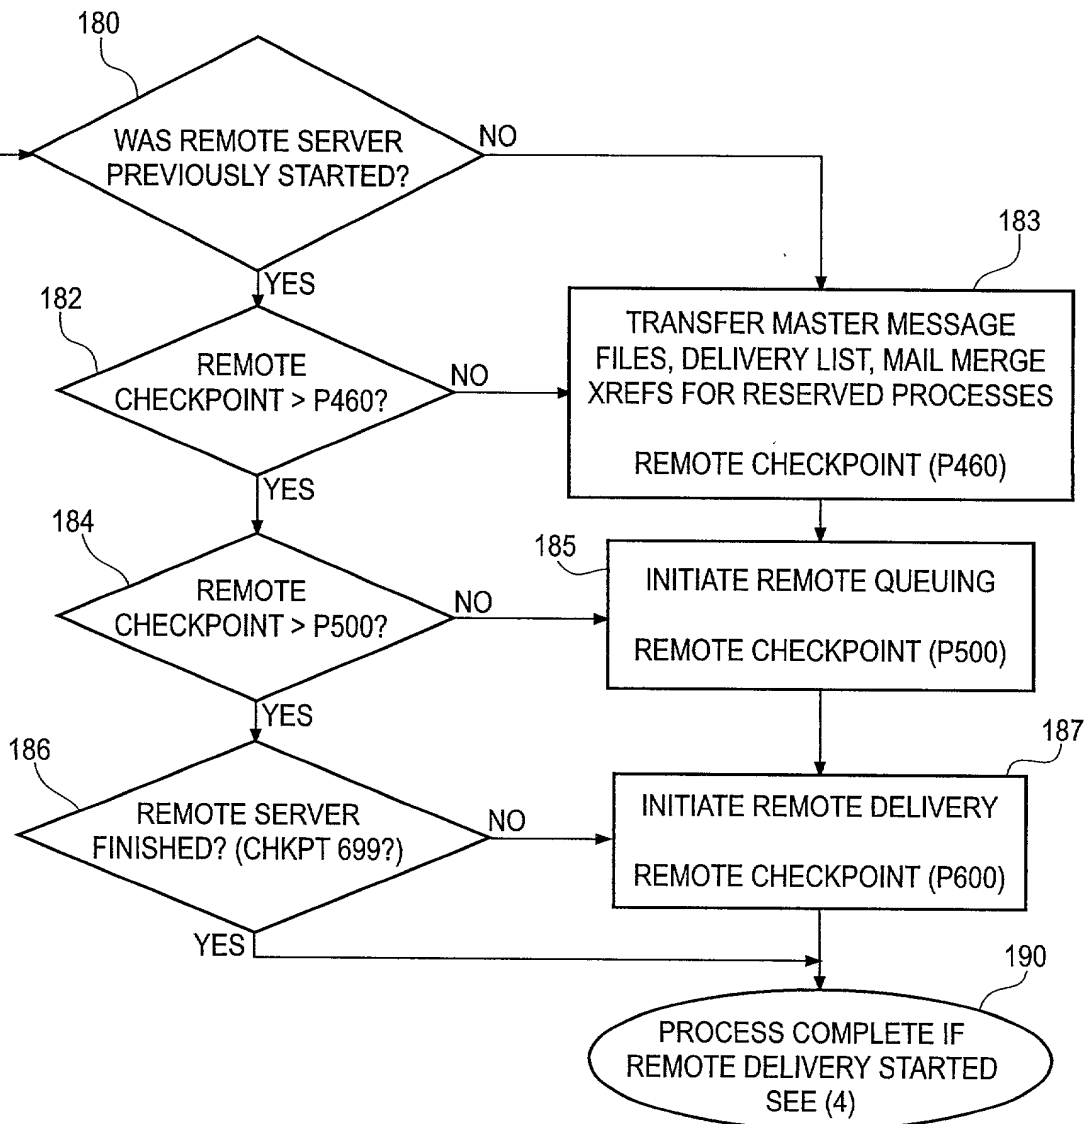 180
WAS REMOTE SERVER
PREVIOUSLY STARTED?
NO
YES
183
TRANSFER MASTER MESSAGE
FILES, DELIVERY LIST, MAIL MERGE
XREFS FOR RESERVED PROCESSES
REMOTE CHECKPOINT (P460)
182
REMOTE
CHECKPOINT > P460?
NO
YES
184
REMOTE
CHECKPOINT > P500?
NO
YES
185
INITIATE REMOTE QUEUING
REMOTE CHECKPOINT (P500)
186
REMOTE SERVER
FINISHED? (CHKPT 699?)
NO
YES
187
INITIATE REMOTE DELIVERY
REMOTE CHECKPOINT (P600)
190
PROCESS COMPLETE IF
REMOTE DELIVERY STARTED
SEE (4)